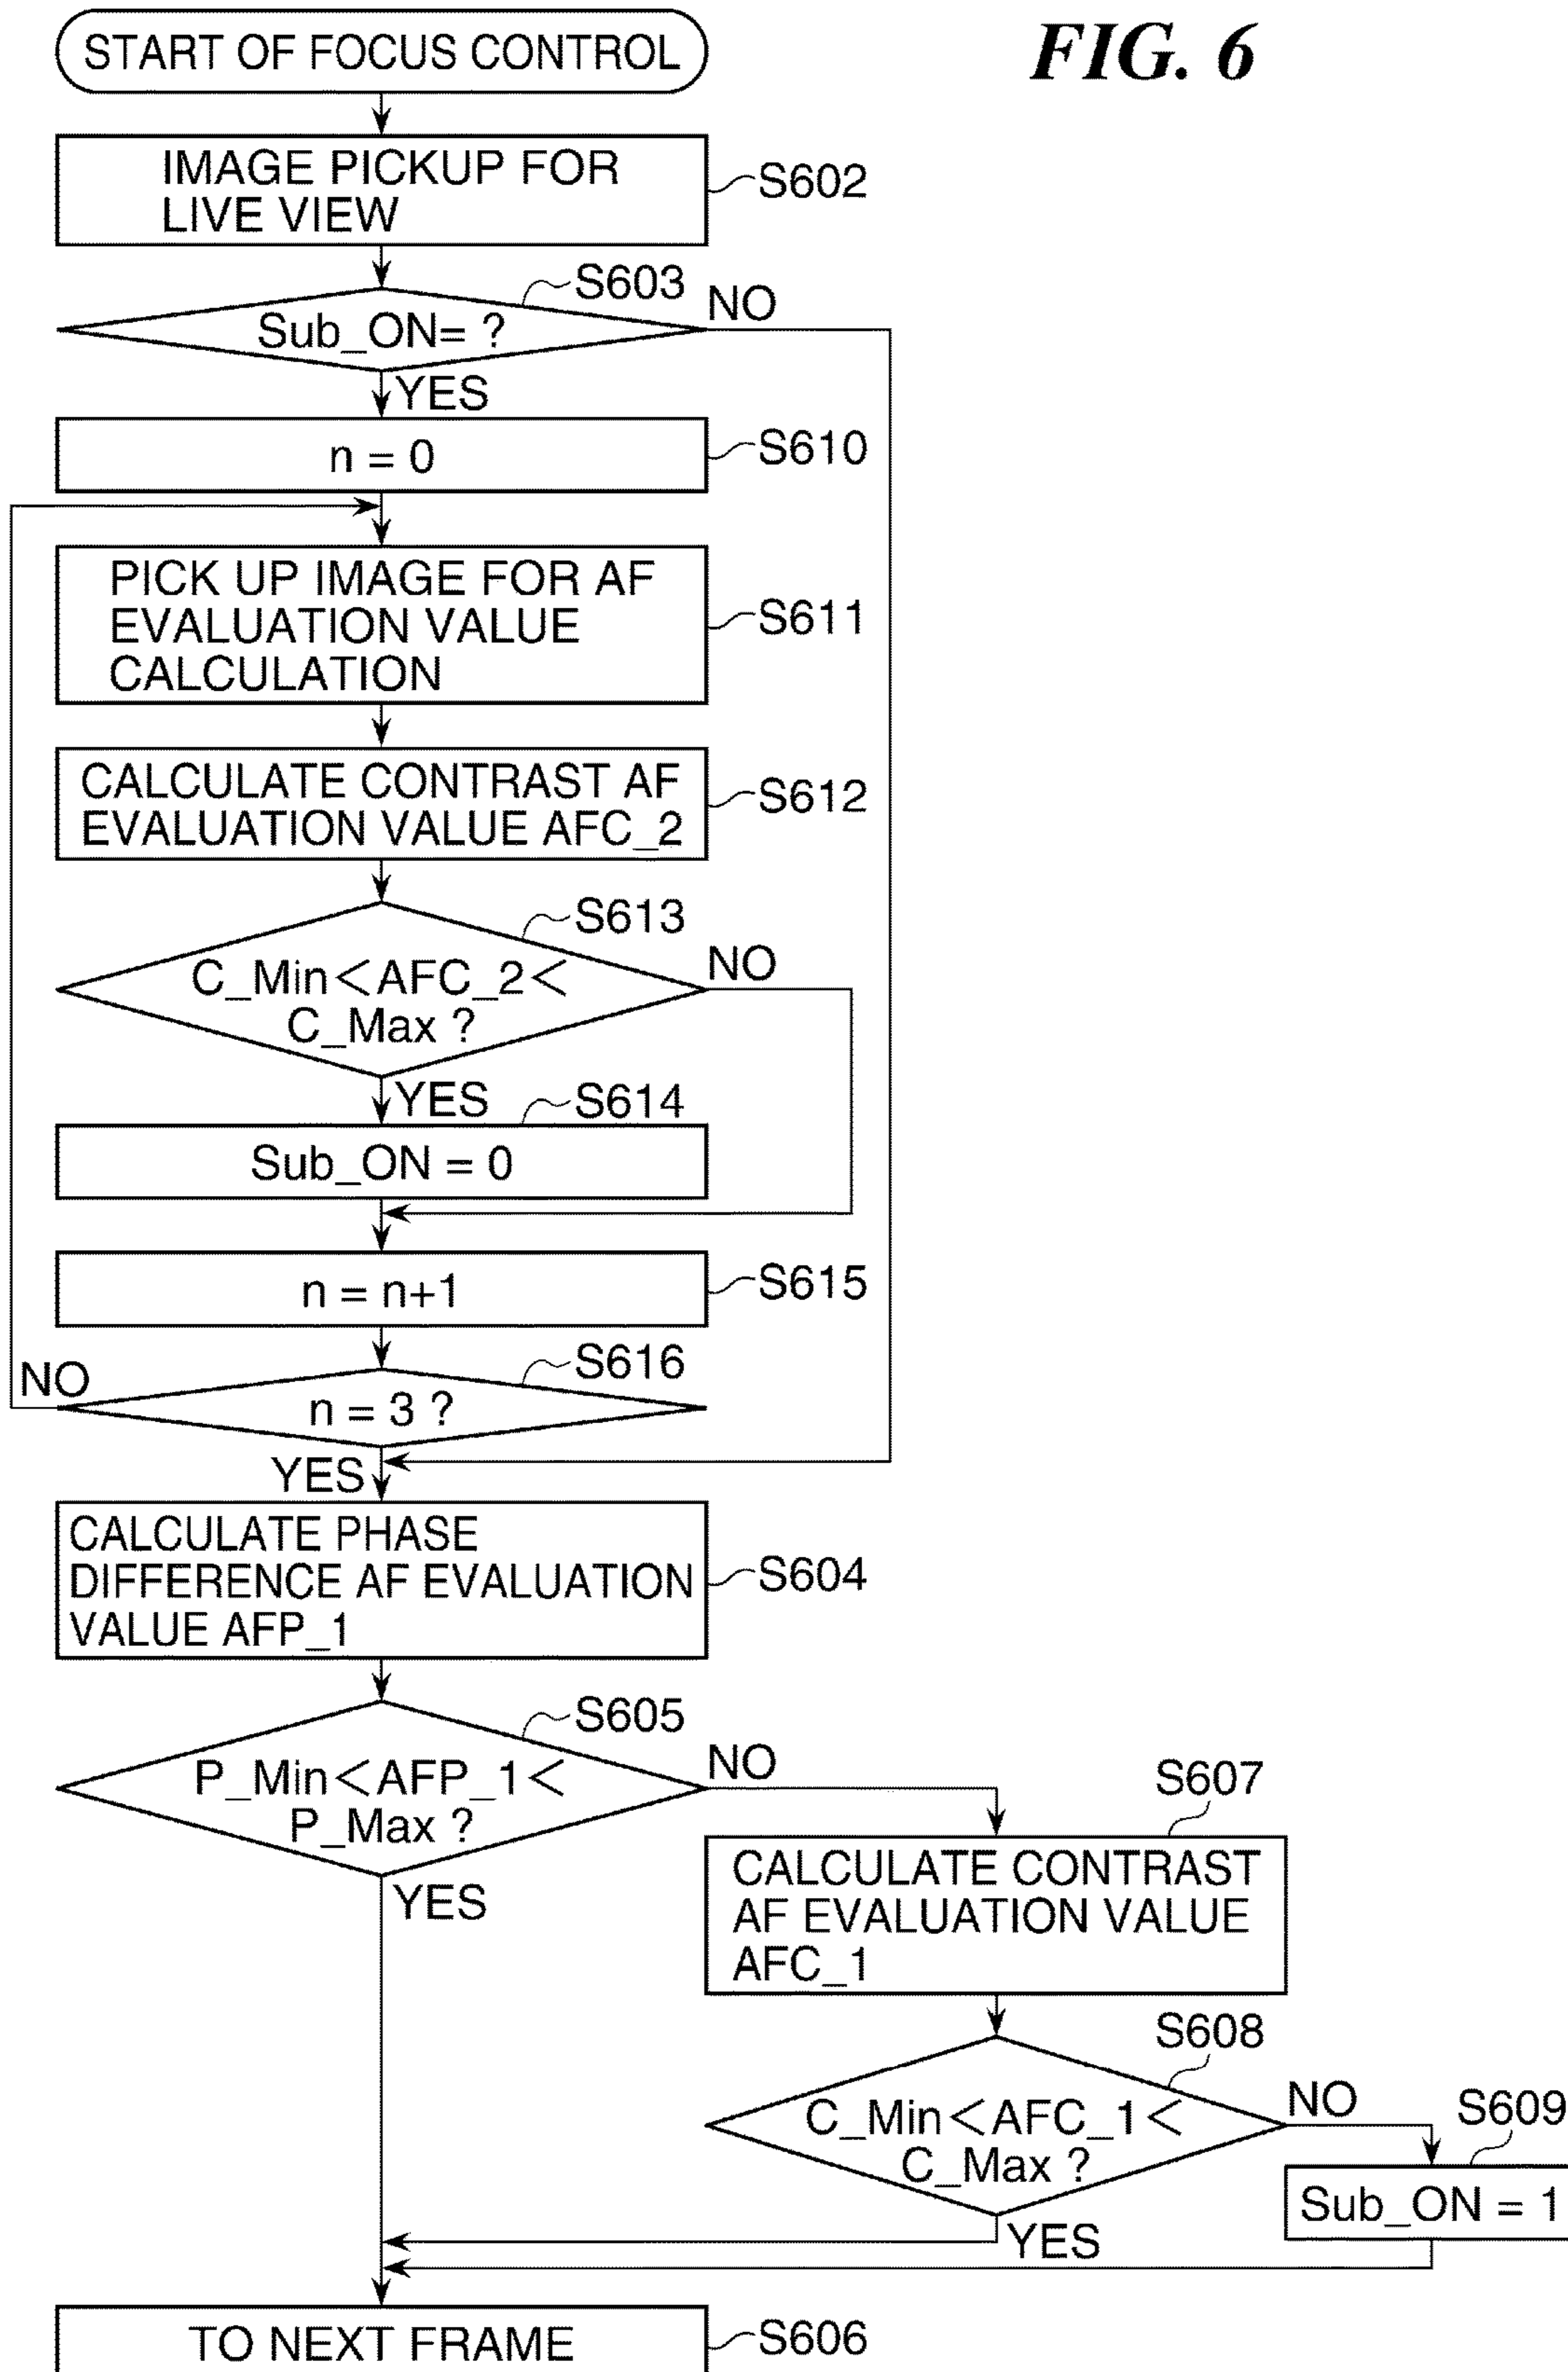 START OF FOCUS CONTROL
FIG. 6
IMAGE PICKUP FOR
LIVE VIEW
S602
S603
NO
Sub_ON= ?
YES
n = 0
S610
PICK UP IMAGE FOR AF
EVALUATION VALUE
CALCULATION
S611
CALCULATE CONTRAST AF
EVALUATION VALUE AFC_2
S612
S613
NO
C_Min<AFC_2<
C_Max ?
YES
S614
Sub_ON = 0
n = n+1
S615
S616
NO
n = 3 ?
YES
CALCULATE PHASE
DIFFERENCE AF EVALUATION
VALUE AFP_1
S604
S605
NO
P_Min<AFP_1<
P_Max ?
YES
S607
CALCULATE CONTRAST
AF EVALUATION VALUE
AFC_1
S608
NO
C_Min<AFC_1<
C_Max ?
YES
S609
Sub_ON = 1
TO NEXT FRAME
S606